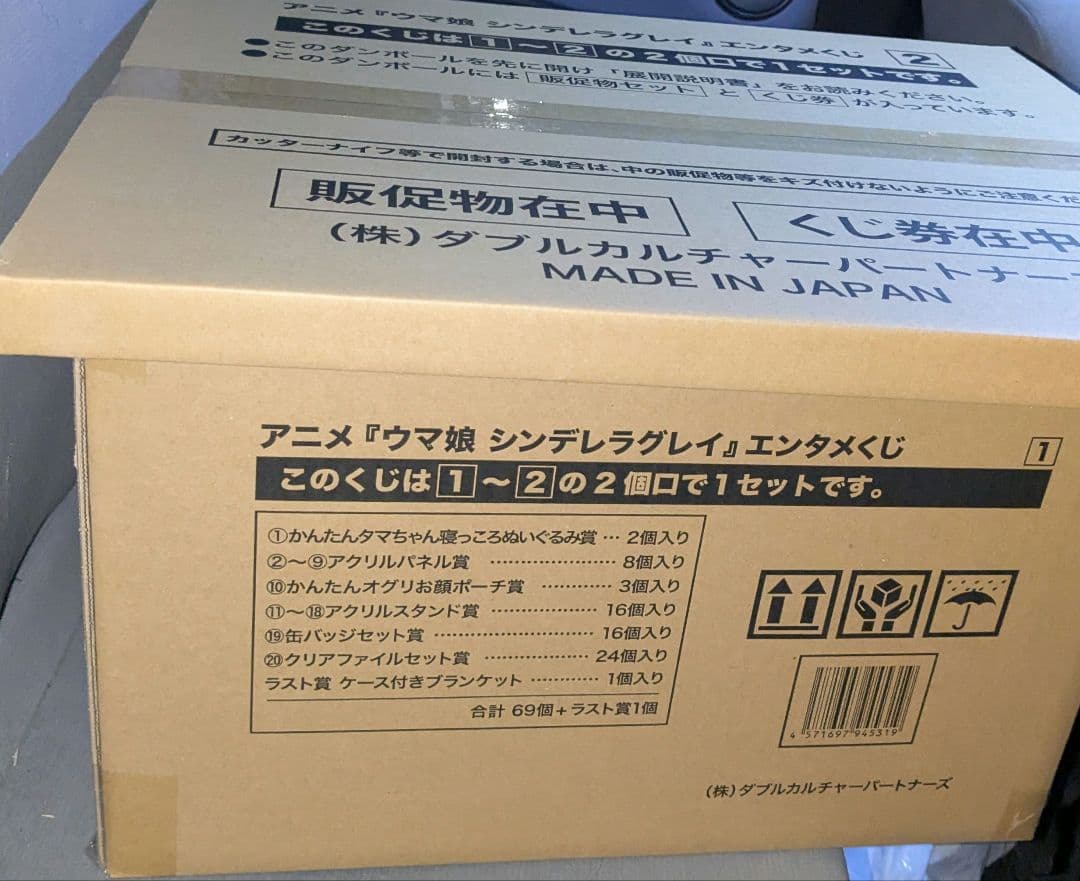 アニメ『ウマ娘 シンデレラグレイ』エンタメくじ 2
このくじは1～2の2個口で1セットです。
●このダンボールを先に開け「展開説明書」をお読みください。
●このダンボールには 販促物セット と くじ券 が入っています。
カッターナイフ等で開封する場合は、中の販促物等をキズ付けないようにご注意くだ
販促物在中
くじ券在中
(株)ダブルカルチャーパートナー
MADE IN JAPAN
アニメ『ウマ娘 シンデレラグレイ』エンタメくじ 1
このくじは1～2の2個口で1セットです。
①かんたんタマちゃん寝っころぬいぐるみ賞 … 2個入り
②～⑨アクリルパネル賞 ………………… 8個入り
⑩かんたんオグリお顔ポーチ賞 ………… 3個入り
⑪～⑱アクリルスタンド賞 ……………… 16個入り
⑲缶バッジセット賞 ……………………… 16個入り
⑳クリアファイルセット賞 ……………… 24個入り
ラスト賞 ケース付きブランケット ………… 1個入り
合計 69個+ラスト賞1個
4 571697 945319
(株)ダブルカルチャーパートナーズ